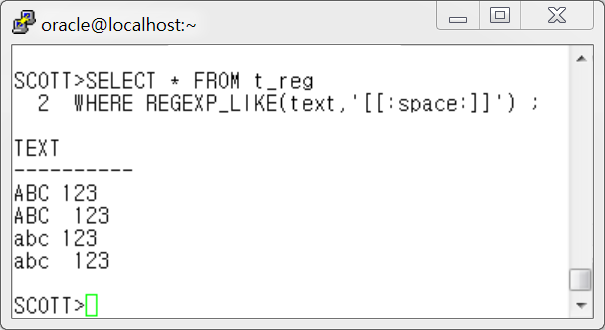 oracle@localhost:~
SCOTT>SELECT * FROM t_reg
  2  WHERE REGEXP_LIKE(text,'[[:space:]]') ;
TEXT
----------
ABC 123
ABC  123
abc 123
abc  123
SCOTT>